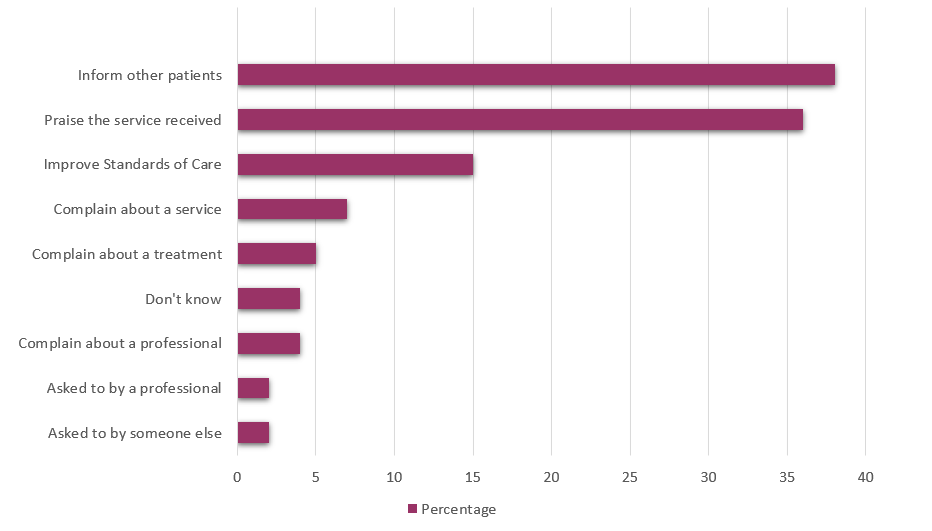 Inform other patients
Praise the service received
Improve Standards of Care
Complain about a service
Complain about a treatment
Don't know
Complain about a professional
Asked to by a professional
Asked to by someone else
0 5 10 15 20 25 30 35 40
Percentage